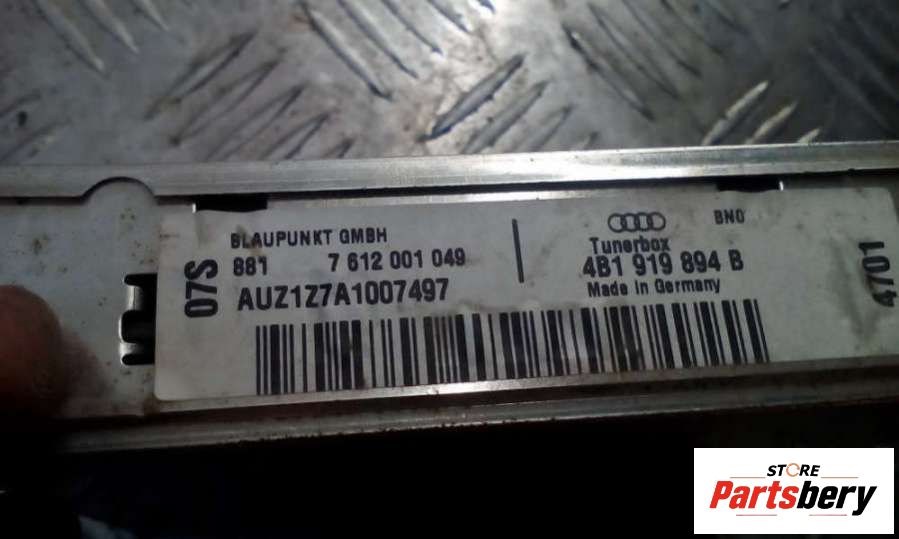 07S
BLAUPUNKT GMBH
881 7 612 001 049
AUZ1Z7A1007497
BNO
Tunerbox
4B1 919 894 B
Made in Germany
4701
STORE
Partsbery